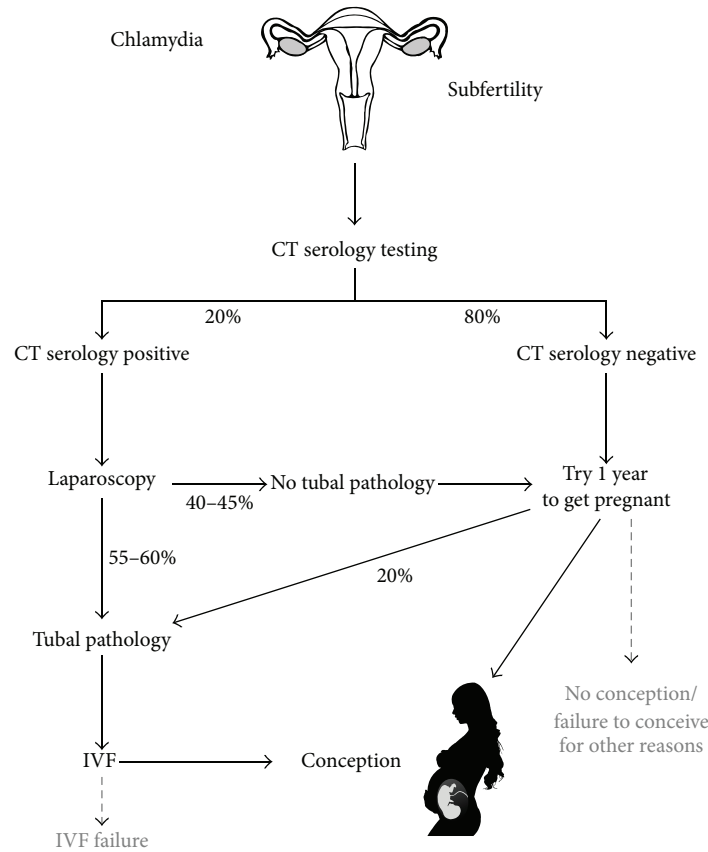 Chlamydia
Subfertility
CT serology testing
20%
80%
CT serology positive
CT serology negative
Laparoscopy
40–45%
No tubal pathology
Try 1 year
to get pregnant
55–60%
20%
Tubal pathology
No conception/
failure to conceive
for other reasons
IVF
Conception
IVF failure